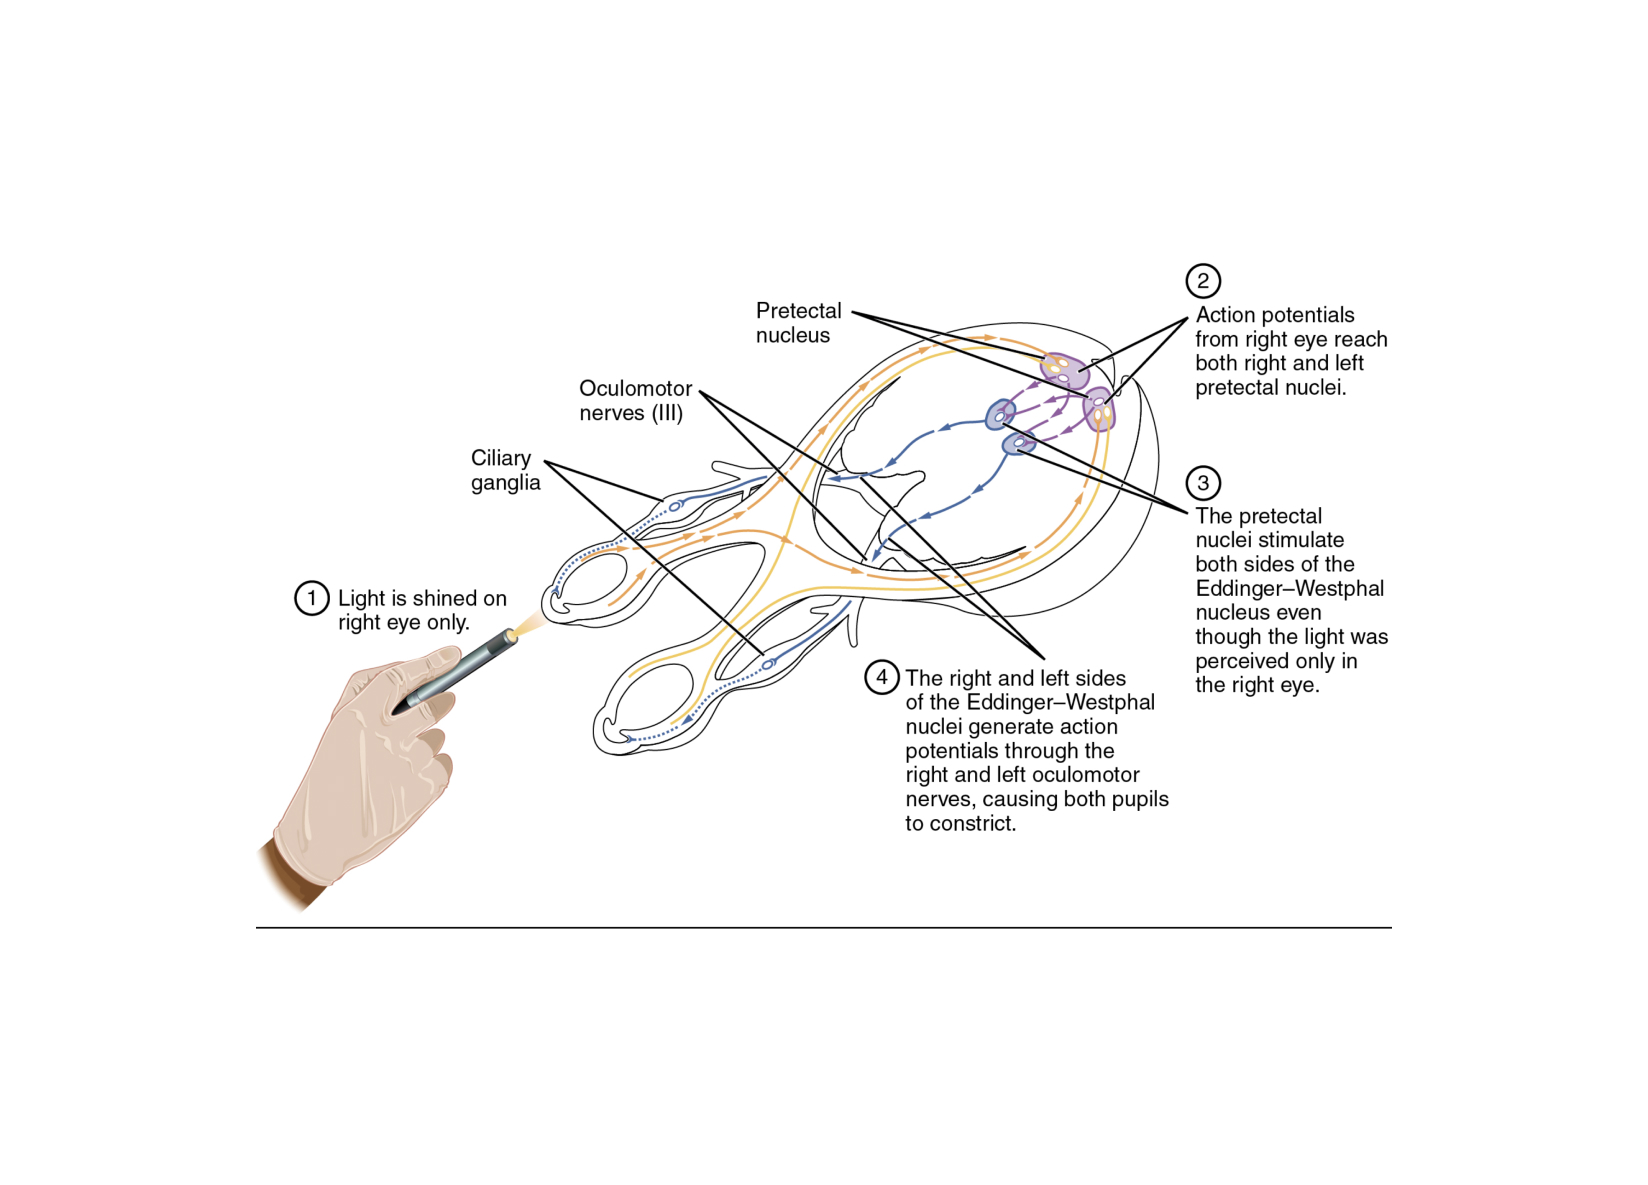 Pretectal
nucleus
Oculomotor
nerves (III)
Ciliary
ganglia
1
Light is shined on
right eye only.
2
Action potentials
from right eye reach
both right and left
pretectal nuclei.
3
The pretectal
nuclei stimulate
both sides of the
Eddinger–Westphal
nucleus even
though the light was
perceived only in
the right eye.
4
The right and left sides
of the Eddinger–Westphal
nuclei generate action
potentials through the
right and left oculomotor
nerves, causing both pupils
to constrict.